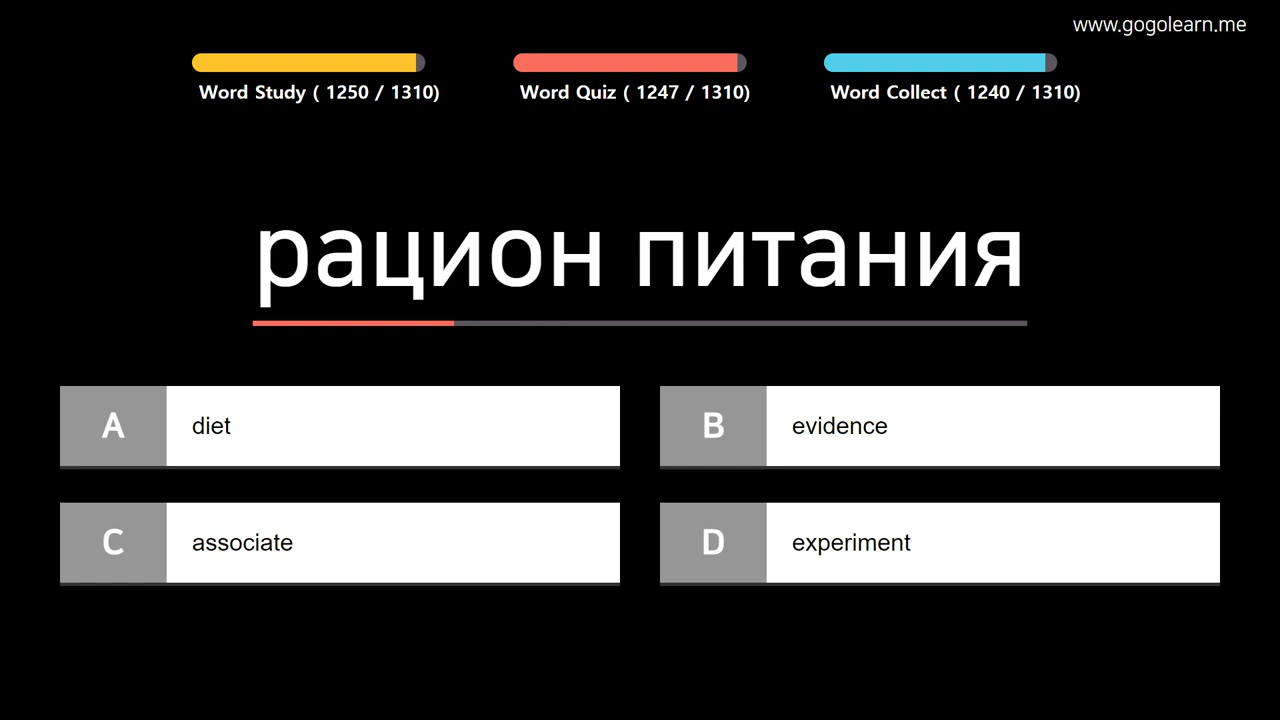 www.gogolearn.me
Word Study ( 1250 / 1310)
Word Quiz ( 1247 / 1310)
Word Collect ( 1240 / 1310)
рацион питания
A diet
B evidence
C associate
D experiment